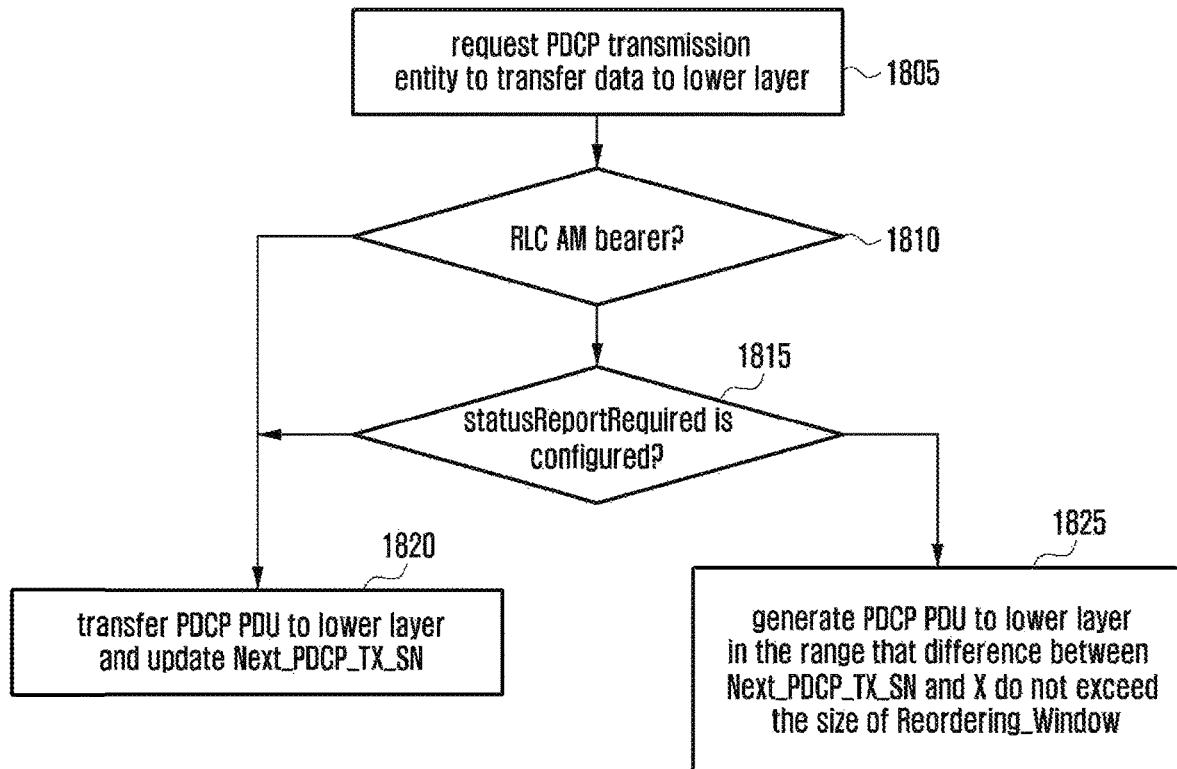 request PDCP transmission
entity to transfer data to lower layer
1805
RLC AM bearer?
1810
1815
statusReportRequired is
configured?
1820
transfer PDCP PDU to lower layer
and update Next_PDCP_TX_SN
1825
generate PDCP PDU to lower layer
in the range that difference between
Next_PDCP_TX_SN and X do not exceed
the size of Reordering_Window